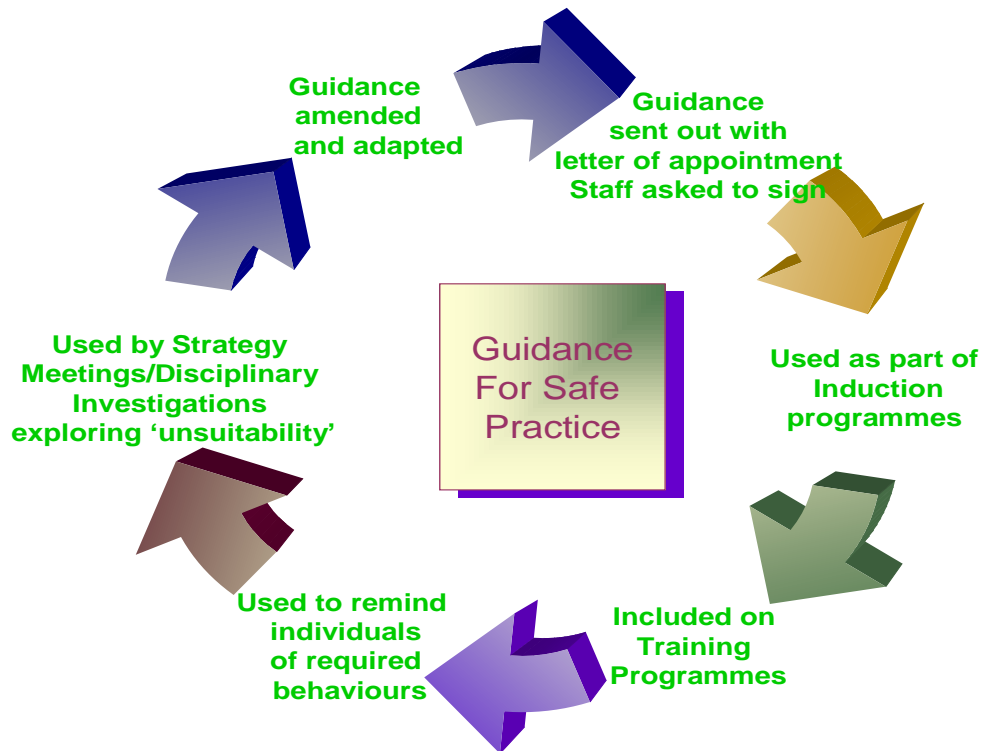 Guidance
amended
and adapted
Guidance
sent out with
letter of appointment
Staff asked to sign
Used as part of
Induction
programmes
Included on
Training
Programmes
Used to remind
individuals
of required
behaviours
Used by Strategy
Meetings/Disciplinary
Investigations
exploring ‘unsuitability’
Guidance
For Safe
Practice